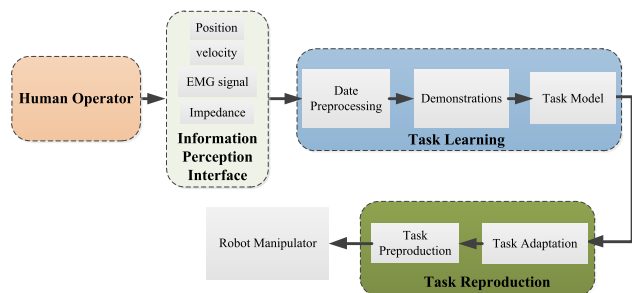 Human Operator
Position
velocity
EMG signal
Impedance
Information
Perception
Interface
Date
Preprocessing
Demonstrations
Task Model
Task Learning
Robot Manipulator
Task
Preproduction
Task Adaptation
Task Reproduction